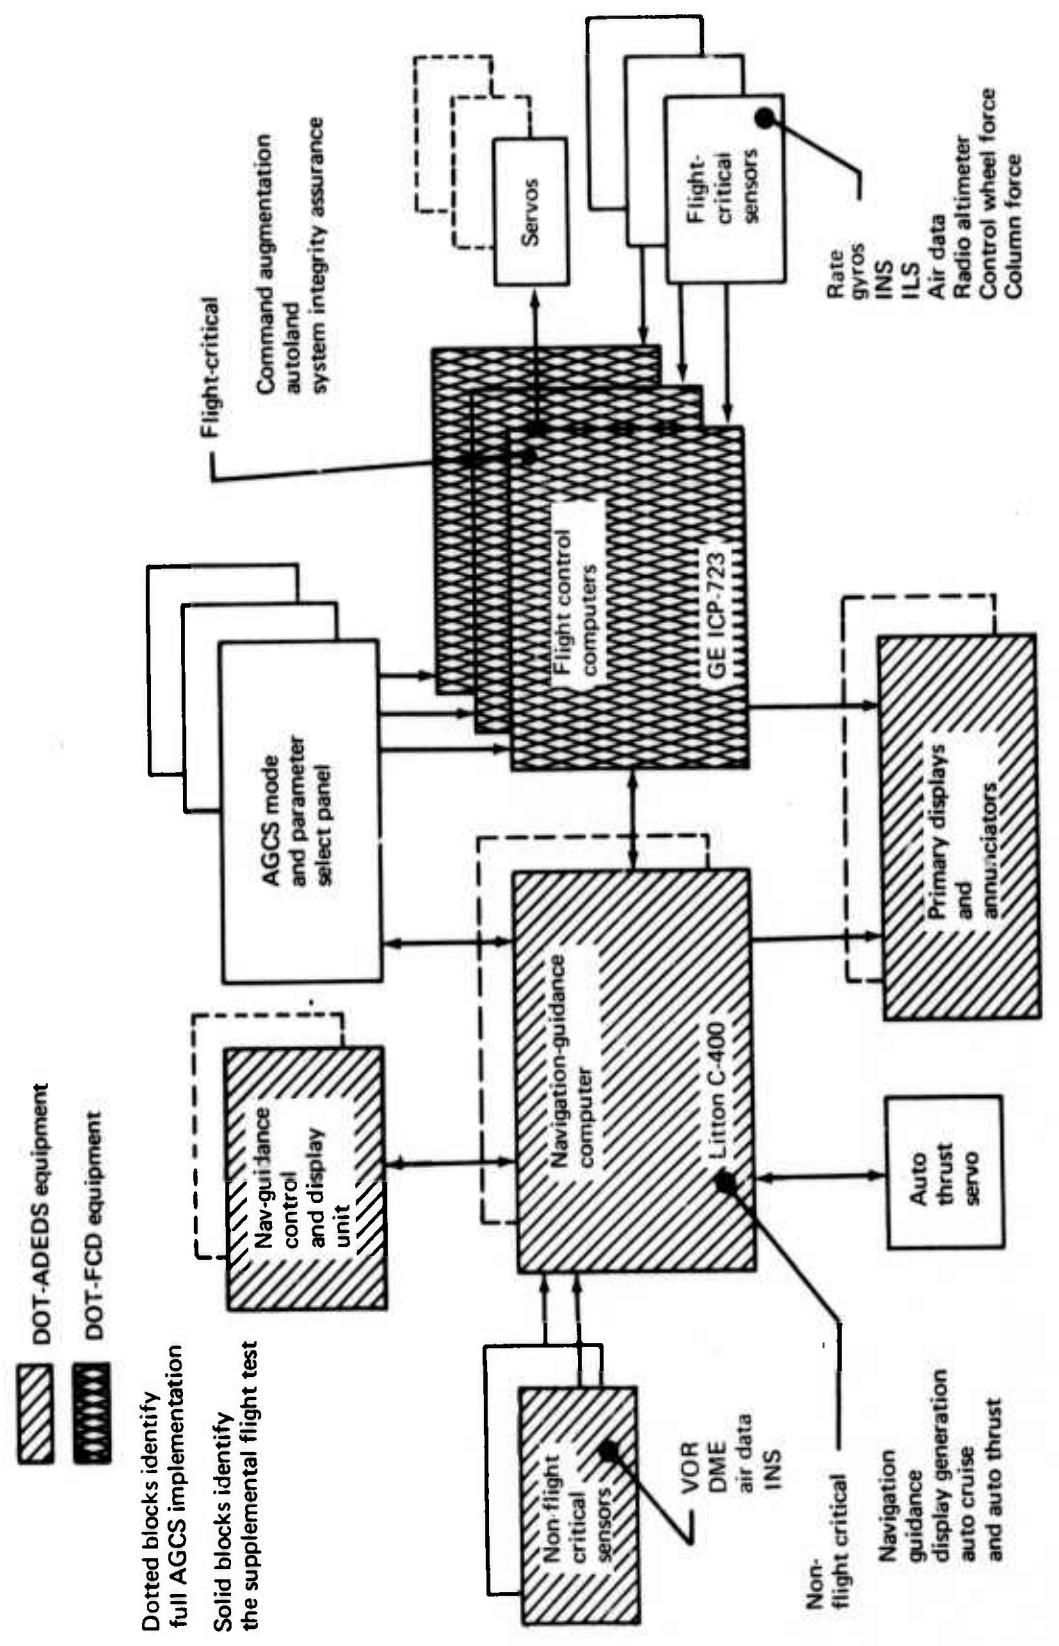 DOT-ADEDS equipment
DOT-FCD equipment
Dotted blocks identify
full AGCS implementation
Solid blocks identify
the supplemental flight test
Nav-guidance
control
and display
unit
AGCS mode
and parameter
select panel
Flight-critical
Command augmentation
autoland
system integrity assurance
Non-flight
critical
sensors
VOR
DME
air data
INS
Navigation-guidance
computer
Litton C-400
Flight control
computers
GE ICP-723
Servos
Flight-
critical
sensors
Rate
gyros
INS
ILS
Air data
Radio altimeter
Control wheel force
Column force
Non-
flight critical
Navigation
guidance
display generation
auto cruise
and auto thrust
Auto
thrust
servo
Primary displays
and
annunciators